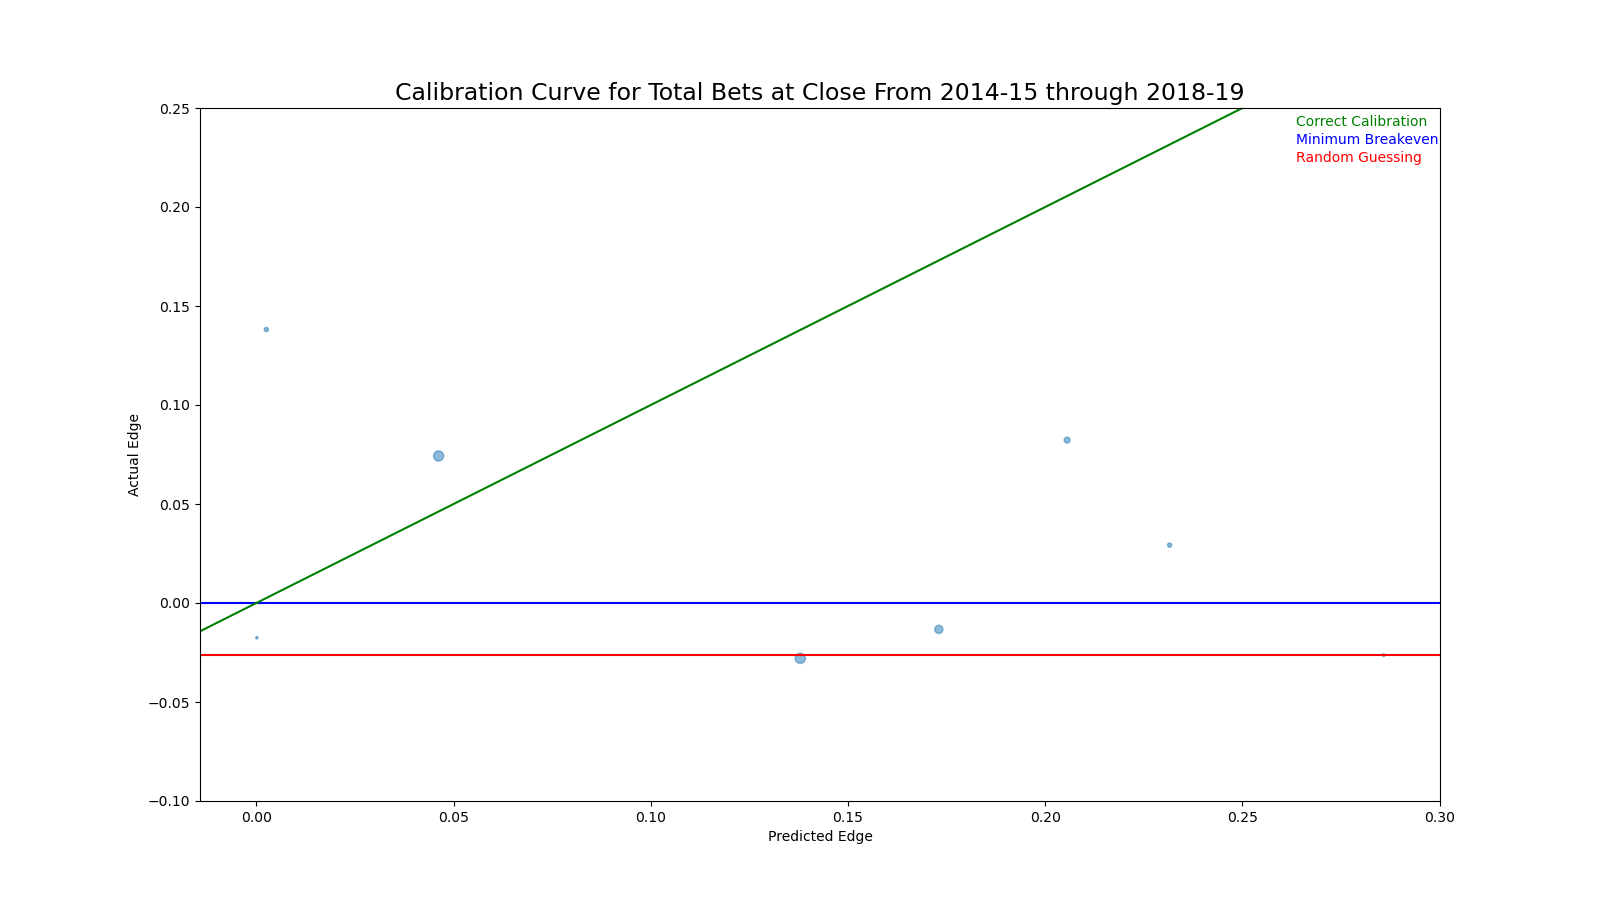 Calibration Curve for Total Bets at Close From 2014-15 through 2018-19
Correct Calibration
Minimum Breakeven
Random Guessing
Actual Edge
0.25
0.20
0.15
0.10
0.05
0.00
−0.05
−0.10
0.00 0.05 0.10 0.15 0.20 0.25 0.30
Predicted Edge